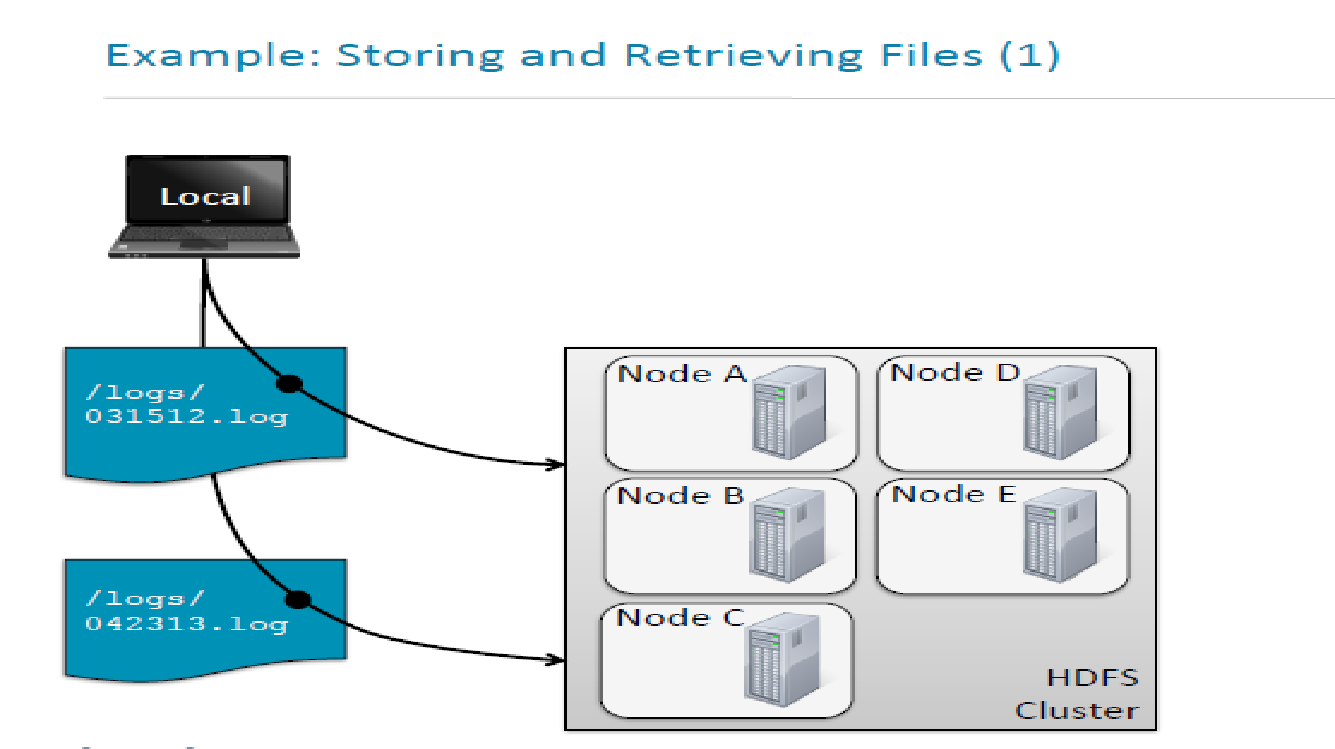 Example: Storing and Retrieving Files (1)
Local
/logs/
031512.log
/logs/
042313.log
Node A
Node D
Node B
Node E
Node C
HDFS
Cluster